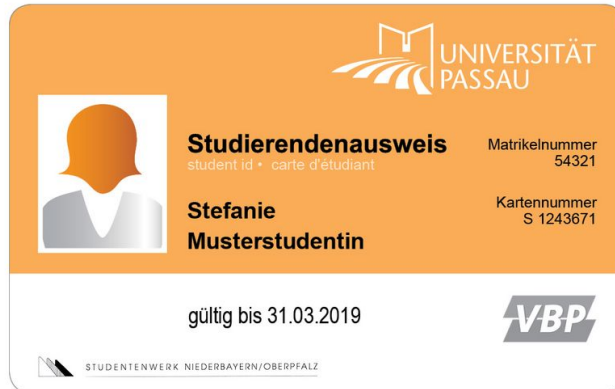 UNIVERSITÄT
PASSAU
Studierendenausweis
student id • carte d'étudiant
Matrikelnummer
54321
Stefanie
Musterstudentin
Kartennummer
S 1243671
gültig bis 31.03.2019
VBP
STUDENTENWERK NIEDERBAYERN/OBERPFALZ